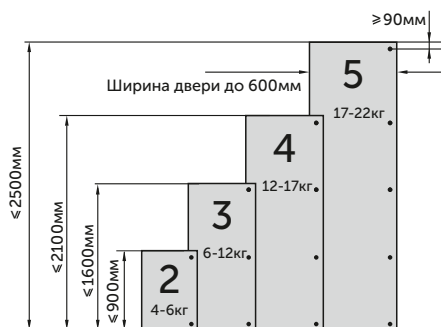 ≥90мм
5
Ширина двери до 600мм
17-22кг
4
12-17кг
3
6-12кг
2
4-6кг
≤2500мм
≤2100мм
≤1600мм
≤900мм